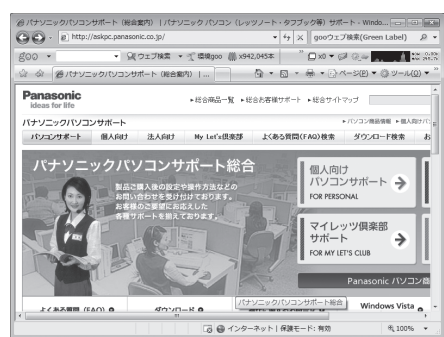 パナソニックパソコンサポート (総合案内) | パナソニック パソコン (レッツノート・タフブック等) サポート - Windo...
http://askpc.panasonic.co.jp/
gooウェブ検索(Green Label)
goo
ウェブ検索
環境goo
x942,045本
x0
パナソニックパソコンサポート (総合案内) | ...
ページ(P)
ツール(O)
Panasonic
ideas for life
総合商品一覧
総合お客様サポート
総合サイトマップ
パナソニックパソコンサポート
パソコン商品情報
パソコンサポート
個人向け
法人向け
My Let's倶楽部
よくある質問(FAQ)検索
ダウンロード検索
お
パナソニックパソコンサポート総合
製品ご購入後の設定や操作方法などの
お問い合わせを受け付けております。
お客様のご要望にお応えした
各種サポートを揃えております。
個人向け
パソコンサポート
FOR PERSONAL
マイレッツ倶楽部
サポート
FOR MY LET'S CLUB
Panasonic パソコン商
よくある質問 (FAQ)
ダウンロード
パナソニックパソコンサポート総合
Windows Vista
インターネット | 保護モード: 有効
100%